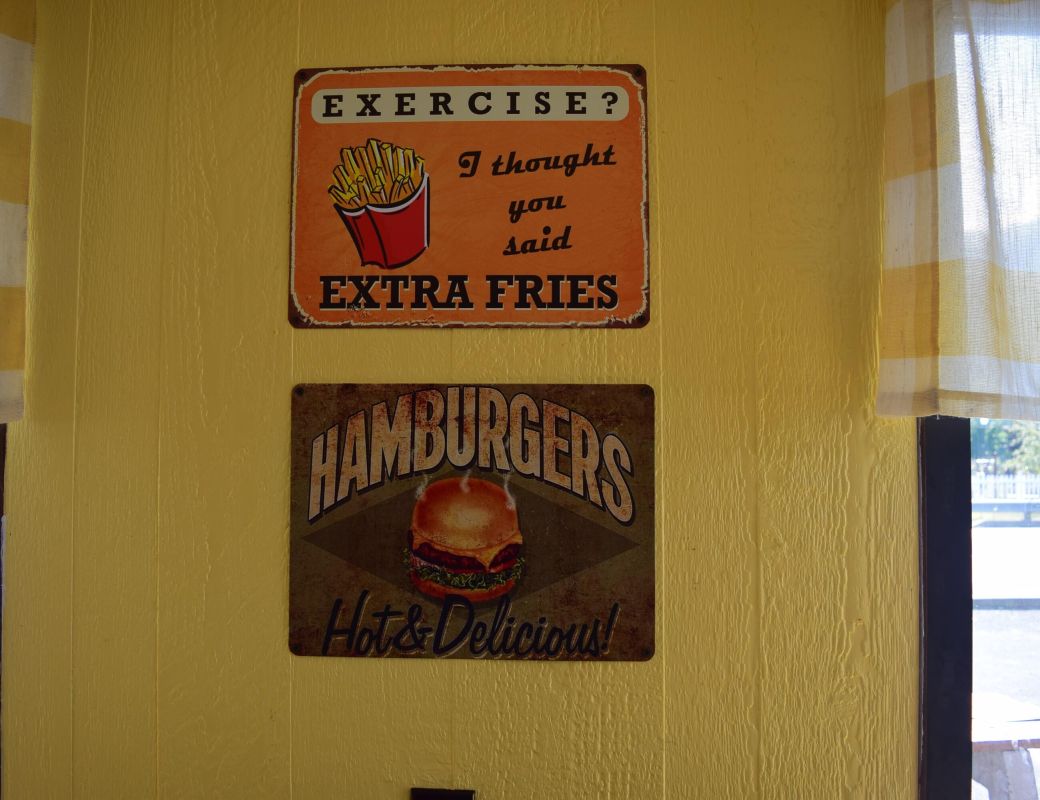 EXERCISE?
I thought
you
said
EXTRA FRIES
HAMBURGERS
Hot & Delicious!